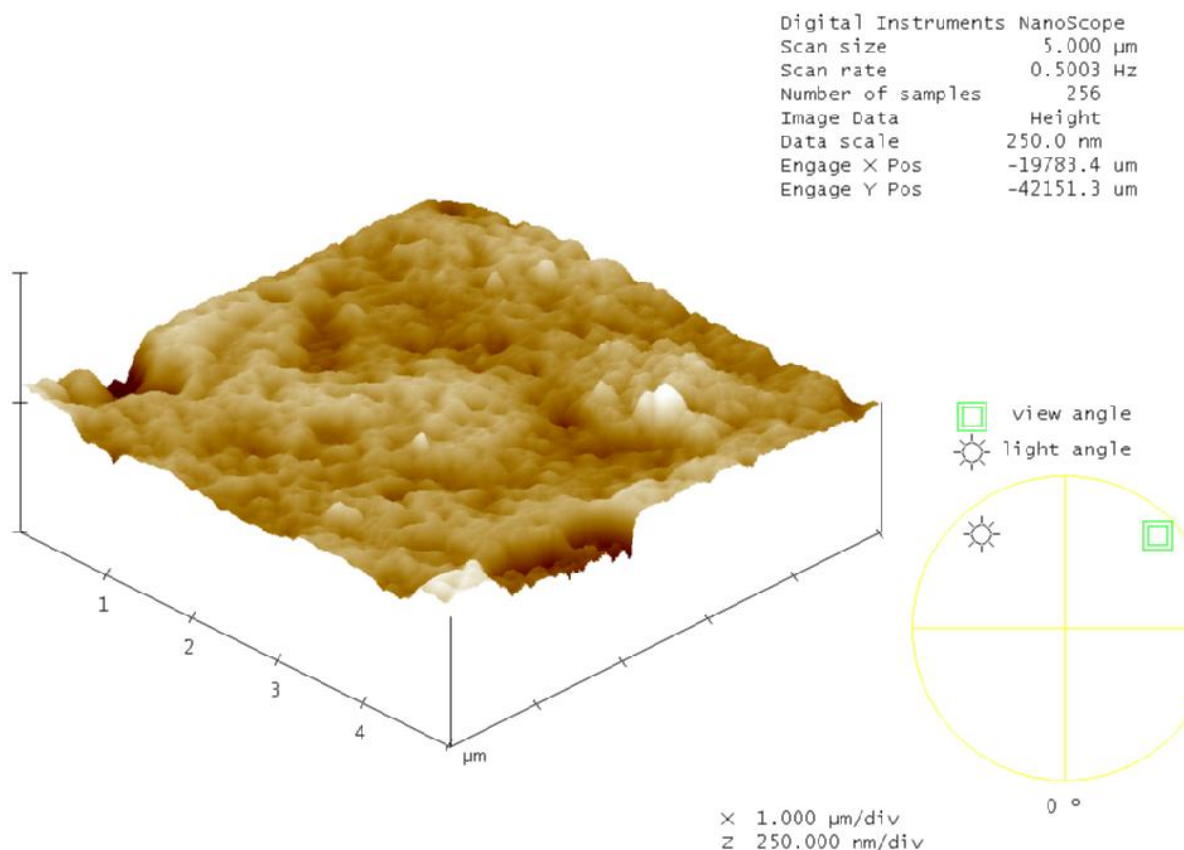 Digital Instruments NanoScope
Scan size 5.000 µm
Scan rate 0.5003 Hz
Number of samples 256
Image Data Height
Data scale 250.0 nm
Engage X Pos -19783.4 um
Engage Y Pos -42151.3 um
view angle
light angle
1
2
3
4
µm
0 °
X 1.000 µm/div
Z 250.000 nm/div